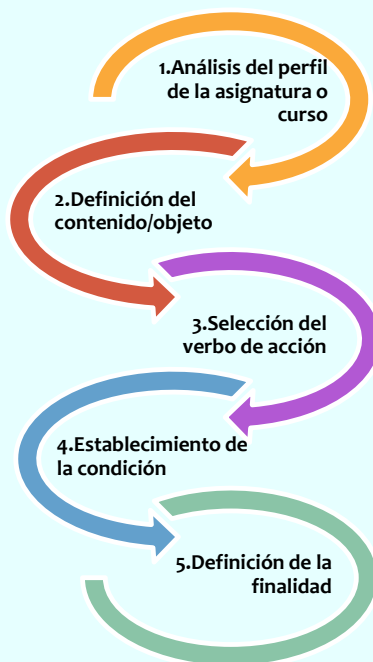 1.Análisis del perfil
de la asignatura o
curso
2.Definición del
contenido/objeto
3.Selección del
verbo de acción
4.Establecimiento de
la condición
5.Definición de la
finalidad